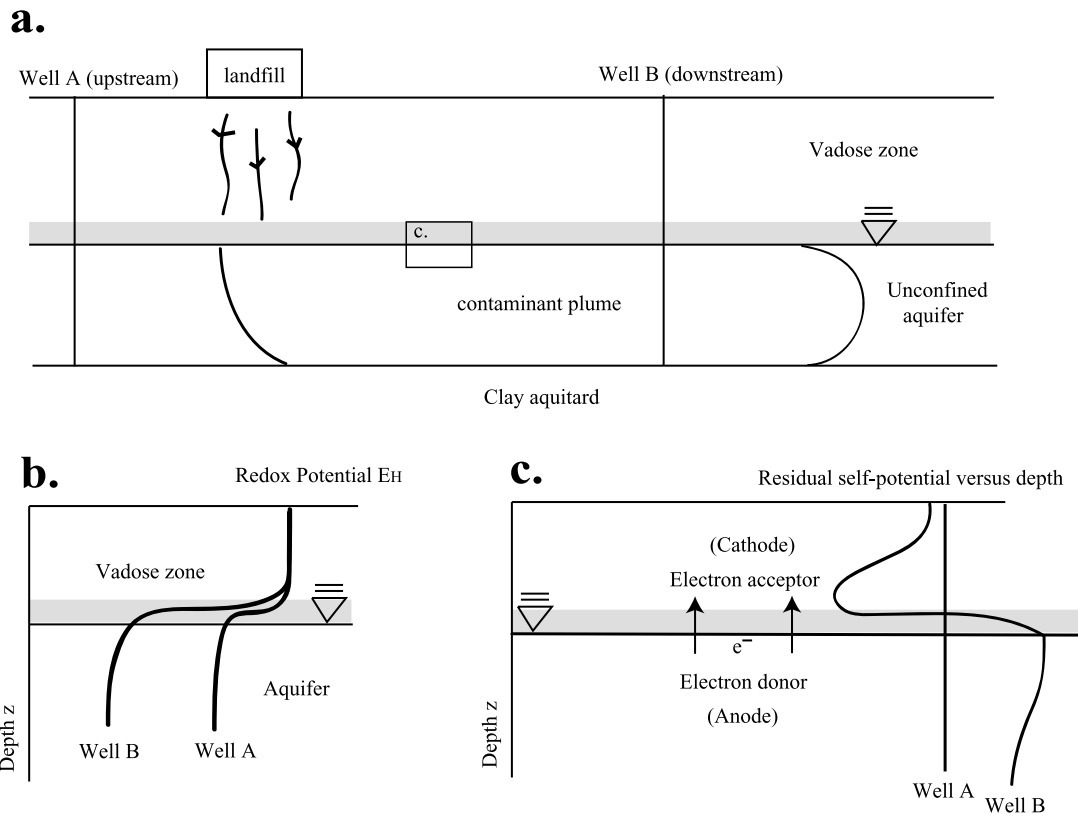 a.
Well A (upstream)
landfill
Well B (downstream)
Vadose zone
c.
contaminant plume
Unconfined
aquifer
Clay aquitard
b.
Redox Potential EH
Vadose zone
Aquifer
Well B
Well A
Depth z
c.
Residual self-potential versus depth
(Cathode)
Electron acceptor
e−
Electron donor
(Anode)
Depth z
Well A
Well B